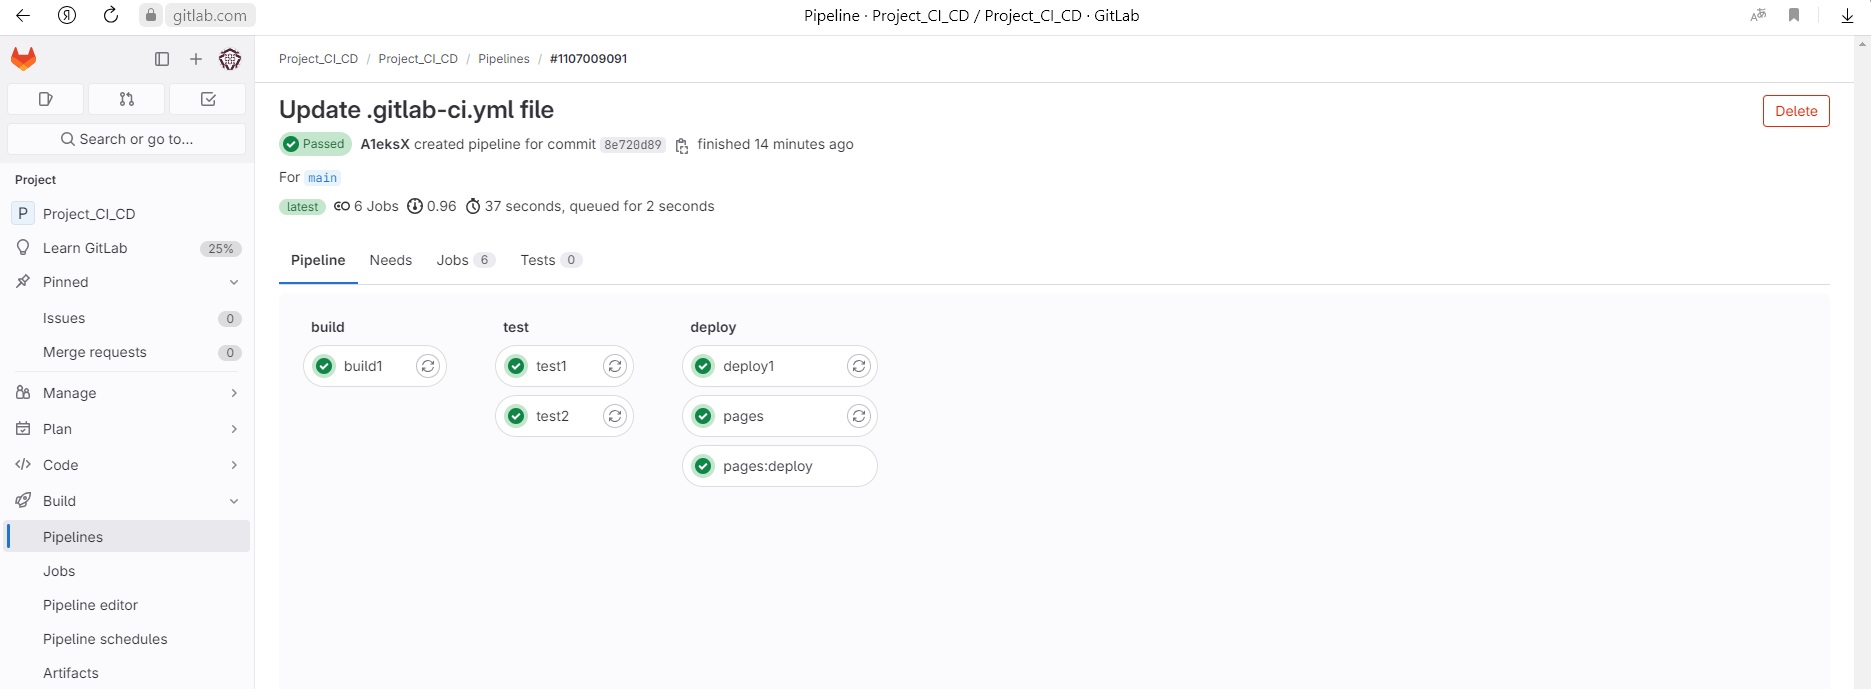 gitlab.com
Pipeline · Project_CI_CD / Project_CI_CD · GitLab
Search or go to...
Project
P Project_CI_CD
Learn GitLab 25%
Pinned
Issues 0
Merge requests 0
Manage
Plan
Code
Build
Pipelines
Jobs
Pipeline editor
Pipeline schedules
Artifacts
Project_CI_CD / Project_CI_CD / Pipelines / #1107009091
Update .gitlab-ci.yml file
Delete
Passed A1eksX created pipeline for commit 8e720d89 finished 14 minutes ago
For main
latest 6 Jobs 0.96 37 seconds, queued for 2 seconds
Pipeline Needs Jobs 6 Tests 0
build test deploy
build1 test1 deploy1
test2 pages
pages:deploy